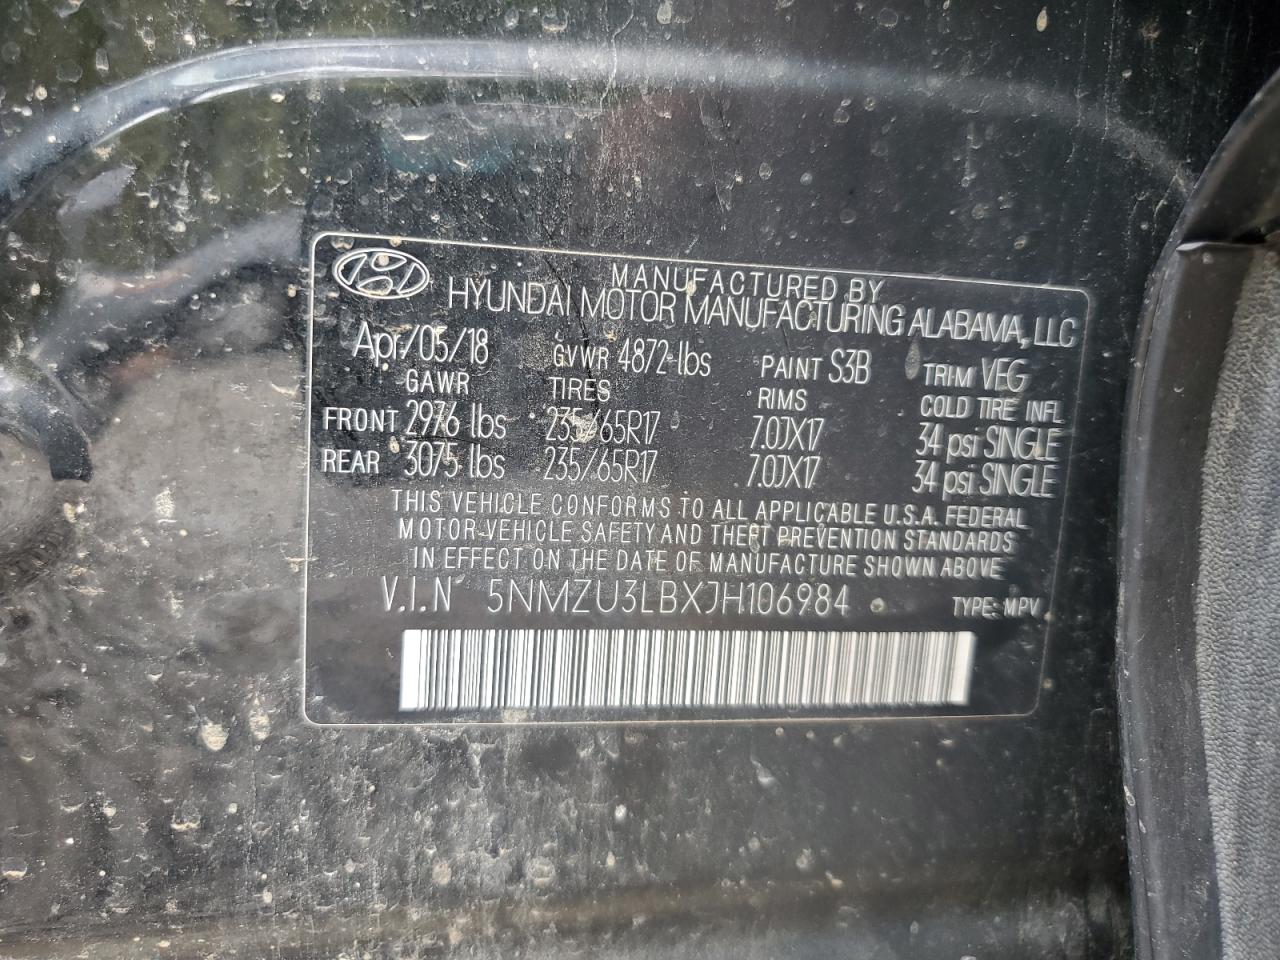 MANUFACTURED BY
HYUNDAI MOTOR MANUFACTURING ALABAMA, LLC
Apr/05/18 GVWR 4872 lbs PAINT S3B TRIM VFG
GAWR TIRES RIMS COLD TIRE INFL
FRONT 2976 lbs 235/65R17 7.0JX17 34 psi SINGLE
REAR 3075 lbs 235/65R17 7.0JX17 34 psi SINGLE
THIS VEHICLE CONFORMS TO ALL APPLICABLE U.S.A. FEDERAL
MOTOR-VEHICLE SAFETY AND THEFT PREVENTION STANDARDS
IN EFFECT ON THE DATE OF MANUFACTURE SHOWN ABOVE
V.I.N 5NMZU3LBXJH106984 TYPE: MPV